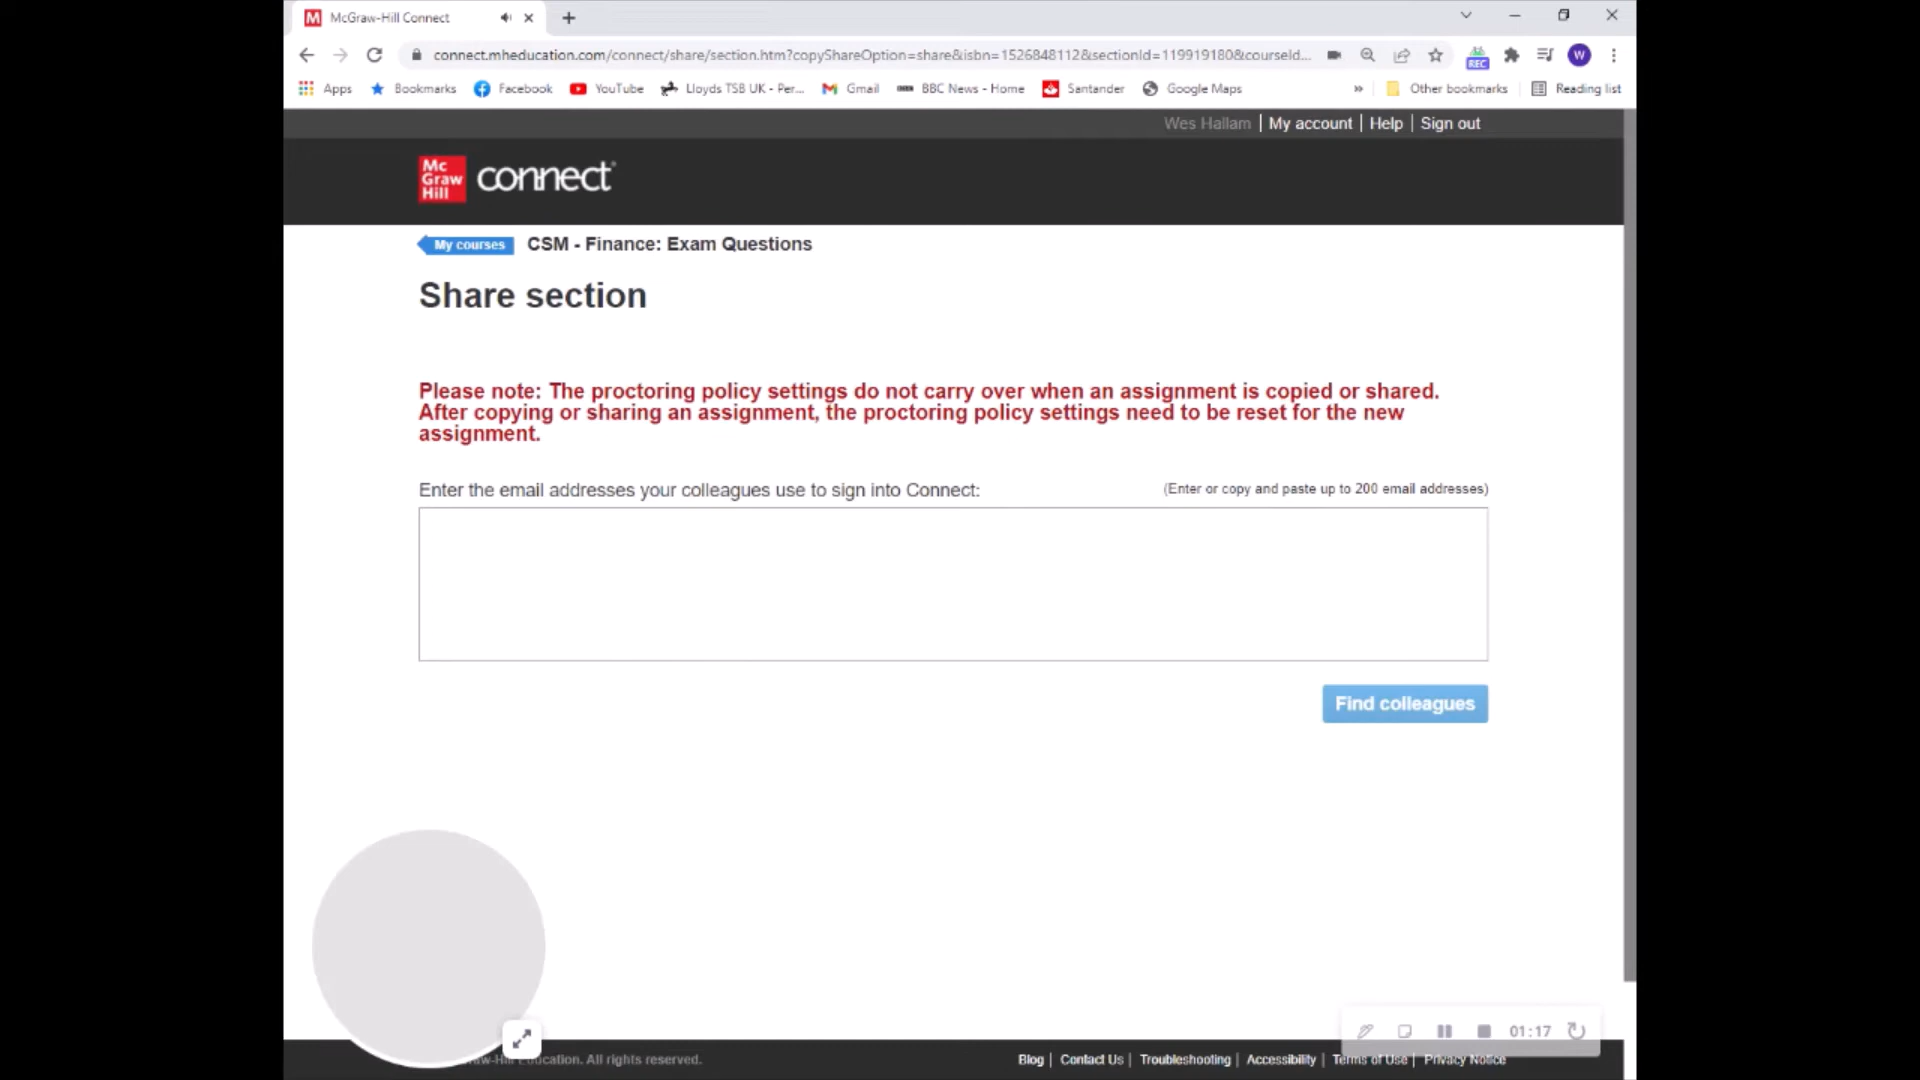 McGraw-Hill Connect
connect.mheducation.com/connect/share/section.htm?copyShareOption=share&isbn=1526848112&sectionId=119919180&courseId...
REC
W
Apps
Bookmarks
Facebook
YouTube
Lloyds TSB UK - Per...
Gmail
BBC News - Home
Santander
Google Maps
»
Other bookmarks
Reading list
Wes Hallam | My account | Help | Sign out
Mc
Graw
Hill
connect
My courses
CSM - Finance: Exam Questions
Share section
Please note: The proctoring policy settings do not carry over when an assignment is copied or shared.
After copying or sharing an assignment, the proctoring policy settings need to be reset for the new
assignment.
Enter the email addresses your colleagues use to sign into Connect:
(Enter or copy and paste up to 200 email addresses)
Find colleagues
01:17
All rights reserved.
Blog | Contact Us | Troubleshooting | Accessibility | Terms of Use | Privacy Notice